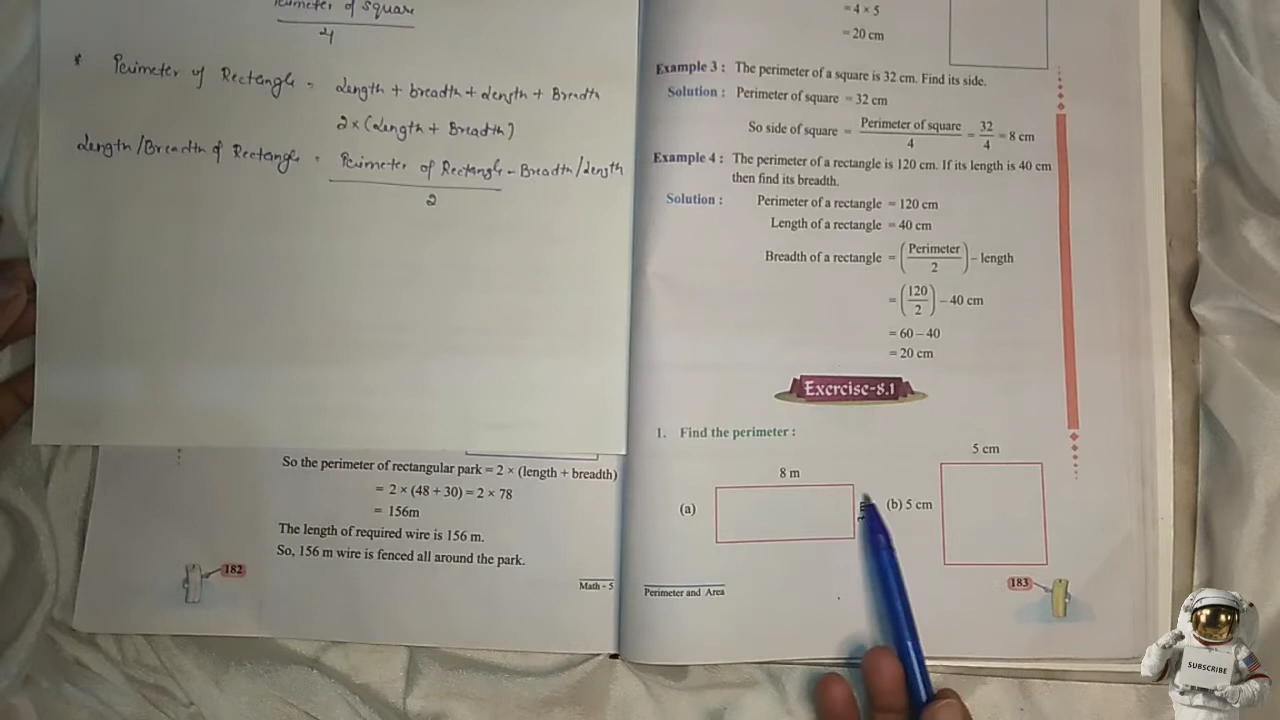 Perimeter of Square
4
* Perimeter of Rectangle = Length + breadth + Length + Breadth
2 × (Length + Breadth)
Length/Breadth of Rectangle = Perimeter of Rectangle - Breadth/Length
2
So the perimeter of rectangular park = 2 × (length + breadth)
= 2 × (48 + 30) = 2 × 78
= 156m
The length of required wire is 156 m.
So, 156 m wire is fenced all around the park.
182
Math - 5
= 4 × 5
= 20 cm
Example 3 : The perimeter of a square is 32 cm. Find its side.
Solution : Perimeter of square = 32 cm
So side of square = Perimeter of square / 4 = 32 / 4 = 8 cm
Example 4 : The perimeter of a rectangle is 120 cm. If its length is 40 cm
then find its breadth.
Solution : Perimeter of a rectangle = 120 cm
Length of a rectangle = 40 cm
Breadth of a rectangle = (Perimeter / 2) – length
= (120 / 2) – 40 cm
= 60 – 40
= 20 cm
Exercise-8.1
1. Find the perimeter :
(a) 8 m
(b) 5 cm 5 cm
Perimeter and Area
183
SUBSCRIBE